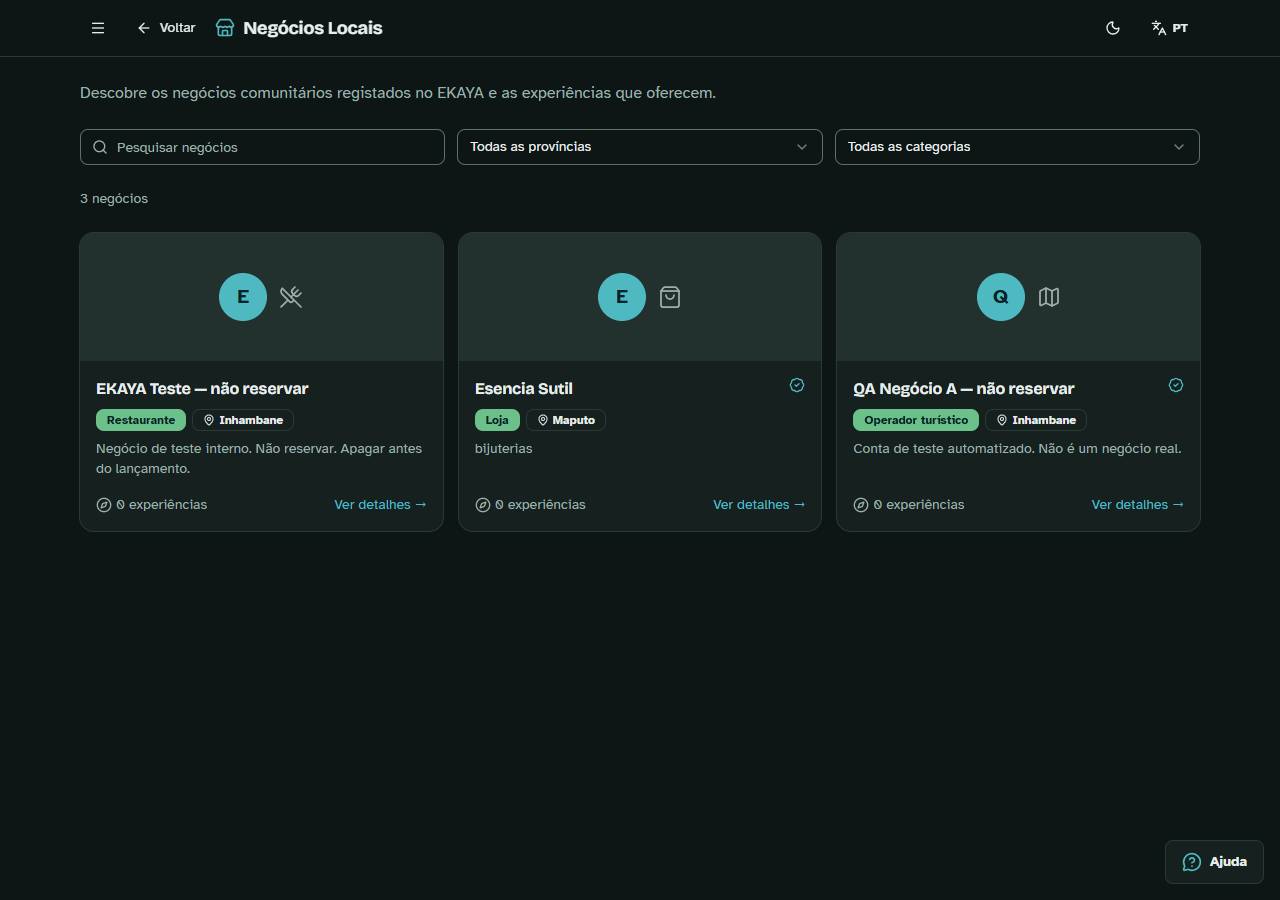 Voltar
Negócios Locais
PT
Descobre os negócios comunitários registados no EKAYA e as experiências que oferecem.
Pesquisar negócios
Todas as províncias
Todas as categorias
3 negócios
E
EKAYA Teste — não reservar
Restaurante
Inhambane
Negócio de teste interno. Não reservar. Apagar antes
do lançamento.
0 experiências
Ver detalhes →
E
Esencia Sutil
Loja
Maputo
bijuterias
0 experiências
Ver detalhes →
Q
QA Negócio A — não reservar
Operador turístico
Inhambane
Conta de teste automatizado. Não é um negócio real.
0 experiências
Ver detalhes →
Ajuda